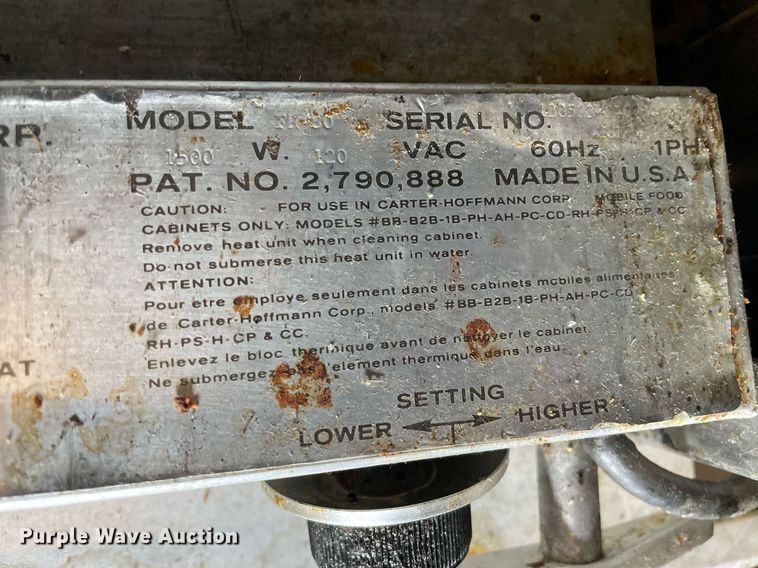 RP.
MODEL SERIAL NO.
1500 W. 120 VAC 60Hz 1PH
PAT. NO. 2,790,888 MADE IN U.S.A
CAUTION: FOR USE IN CARTER-HOFFMANN CORP. MOBILE FOOD
CABINETS ONLY: MODELS #BB-B2B-1B-PH-AH-PC-CD-RH-PS-H-CP & CC
Remove heat unit when cleaning cabinet.
Do not submerse this heat unit in water.
ATTENTION:
Pour etre employe seulement dans les cabinets mobiles alimentaires
de Carter-Hoffmann Corp., models #BB-B2B-1B-PH-AH-PC-CD
RH-PS-H-CP & CC.
Enlevez le bloc thermique avant de nettoyer le cabinet.
Ne submergez element thermique dans l'eau.
AT
SETTING
LOWER HIGHER
Purple Wave Auction